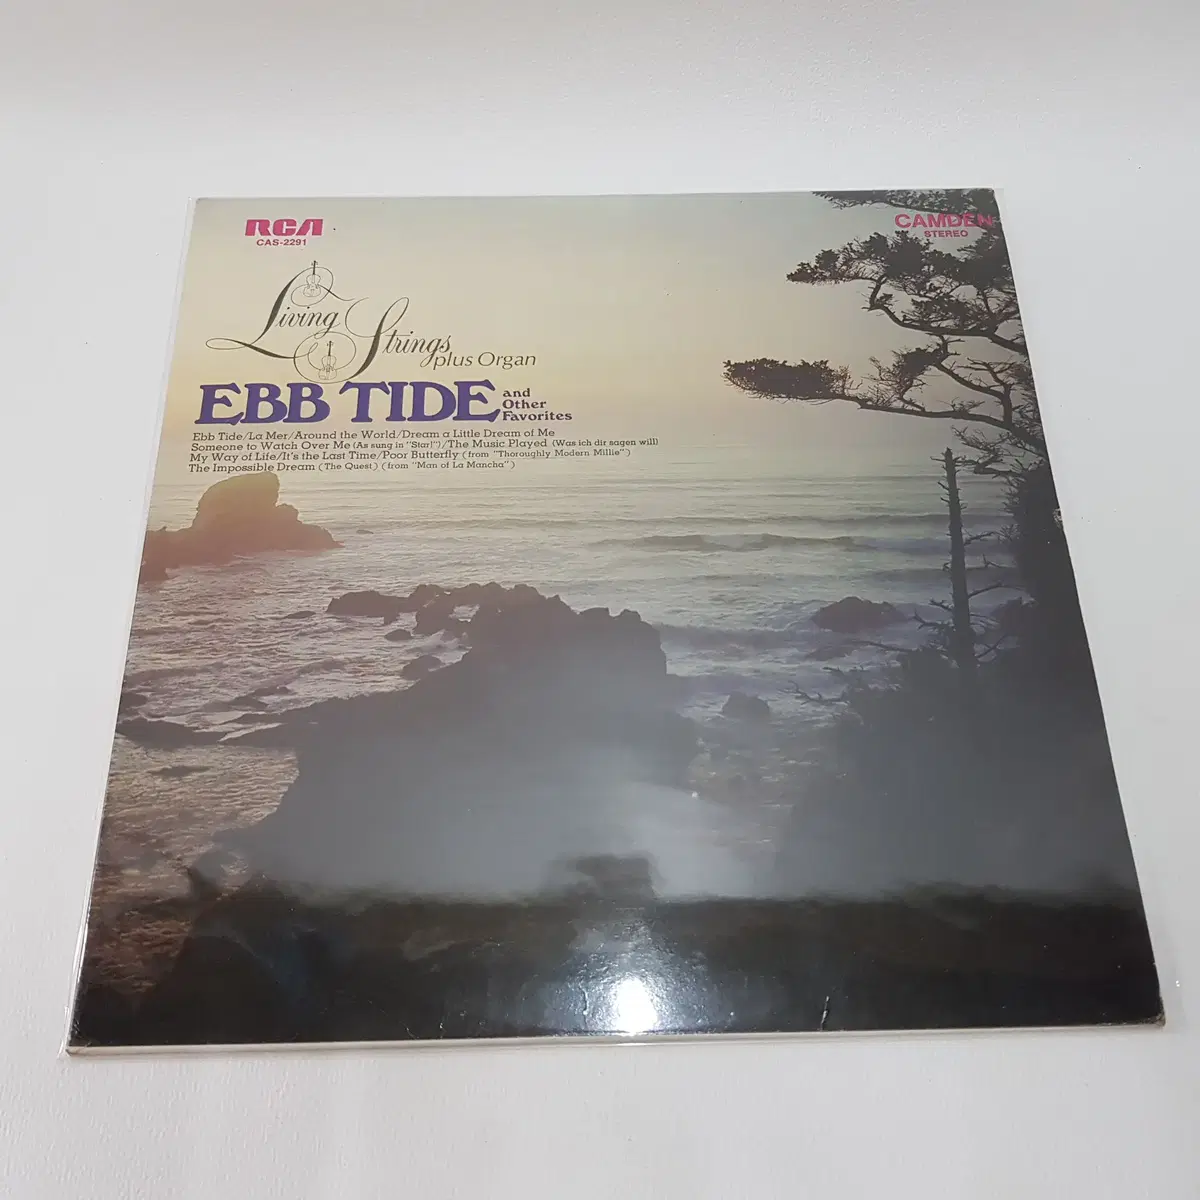 RCA
CAS-2291
CAMDEN
STEREO
Living Strings
plus Organ
EBB TIDE and Other Favorites
Ebb Tide/La Mer/Around the World/Dream a Little Dream of Me
Someone to Watch Over Me (As sung in "Star!")/The Music Played (Was ich dir sagen will)
My Way of Life/It's the Last Time/Poor Butterfly (from "Thoroughly Modern Millie")
The Impossible Dream (The Quest) (from "Man of La Mancha")